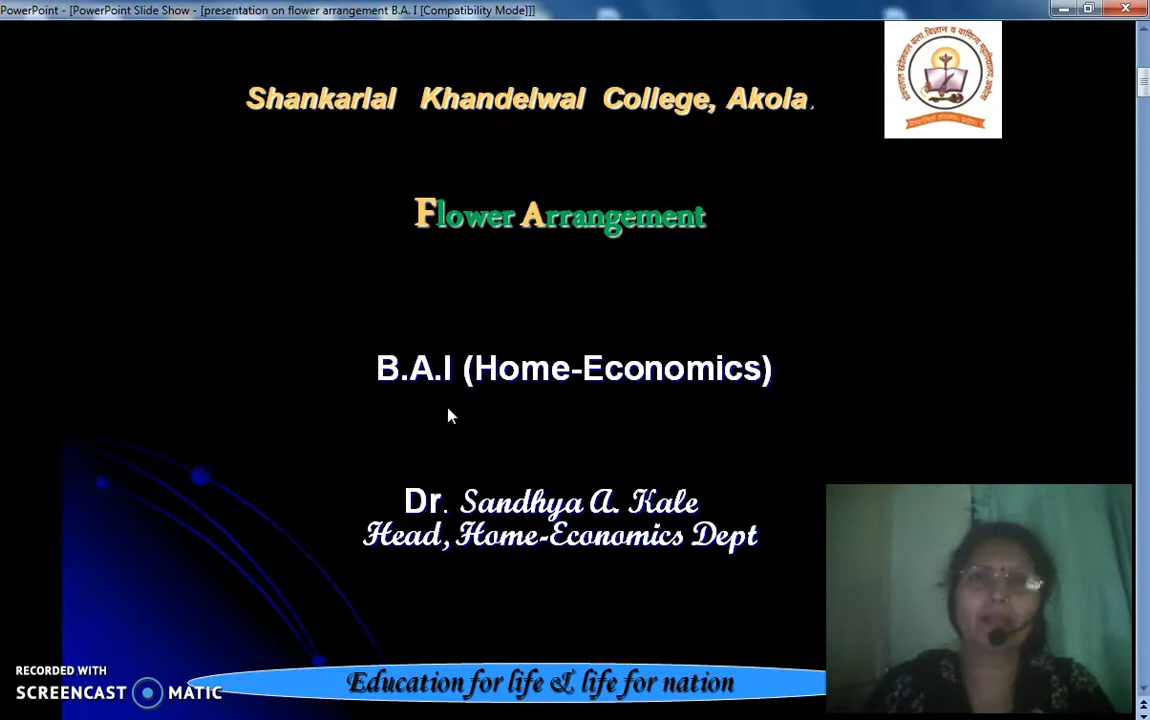 PowerPoint - [PowerPoint Slide Show - [presentation on flower arrangement B.A. I [Compatibility Mode]]]
Shankarlal Khandelwal College, Akola.
Flower Arrangement
B.A.I (Home-Economics)
Dr. Sandhya A. Kale
Head, Home-Economics Dept
RECORDED WITH
SCREENCAST MATIC
Education for life & life for nation